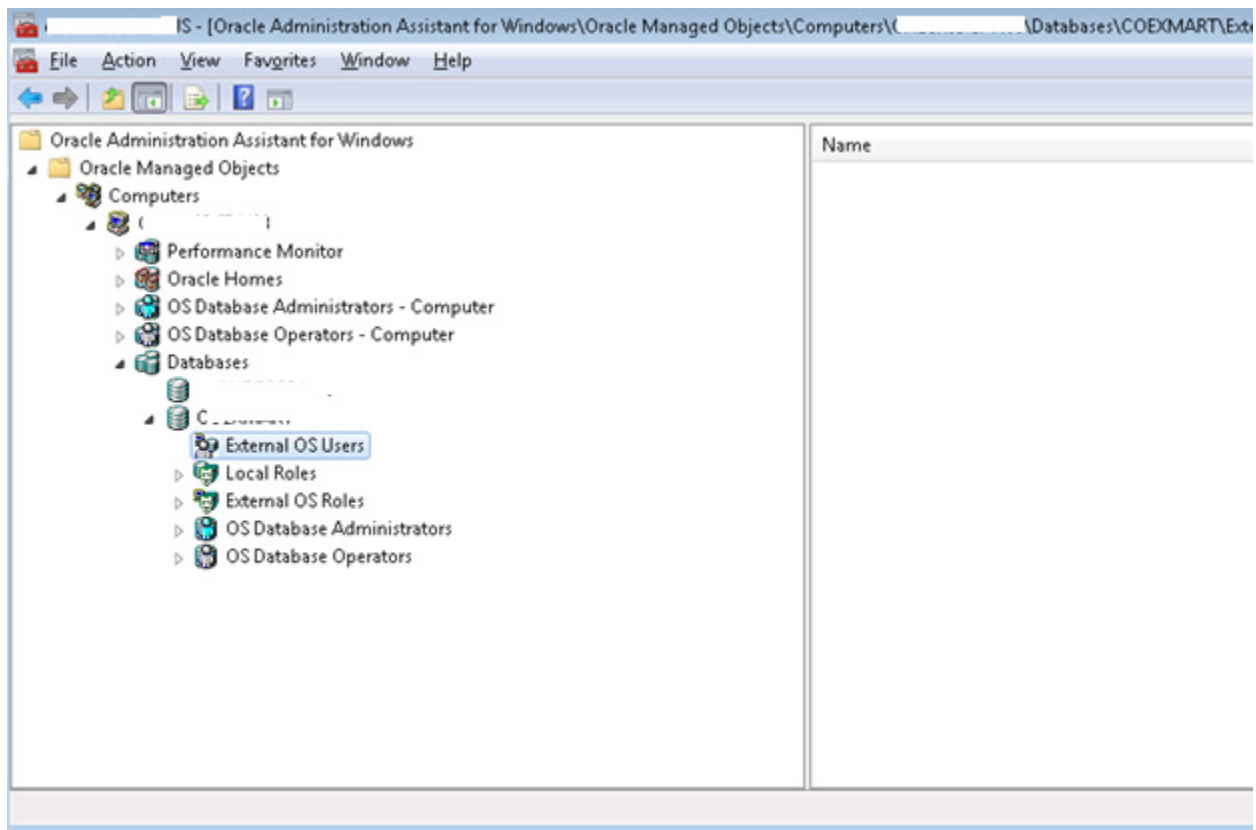 IS - [Oracle Administration Assistant for Windows\Oracle Managed Objects\Computers\C \Databases\COEXMART\Exte
File Action View Favorites Window Help
Oracle Administration Assistant for Windows
Name
Oracle Managed Objects
Computers
Performance Monitor
Oracle Homes
OS Database Administrators - Computer
OS Database Operators - Computer
Databases
C
External OS Users
Local Roles
External OS Roles
OS Database Administrators
OS Database Operators